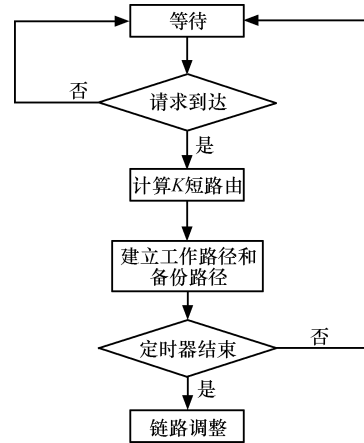 等待
请求到达
否
是
计算K短路由
建立工作路径和
备份路径
定时器结束
否
是
链路调整